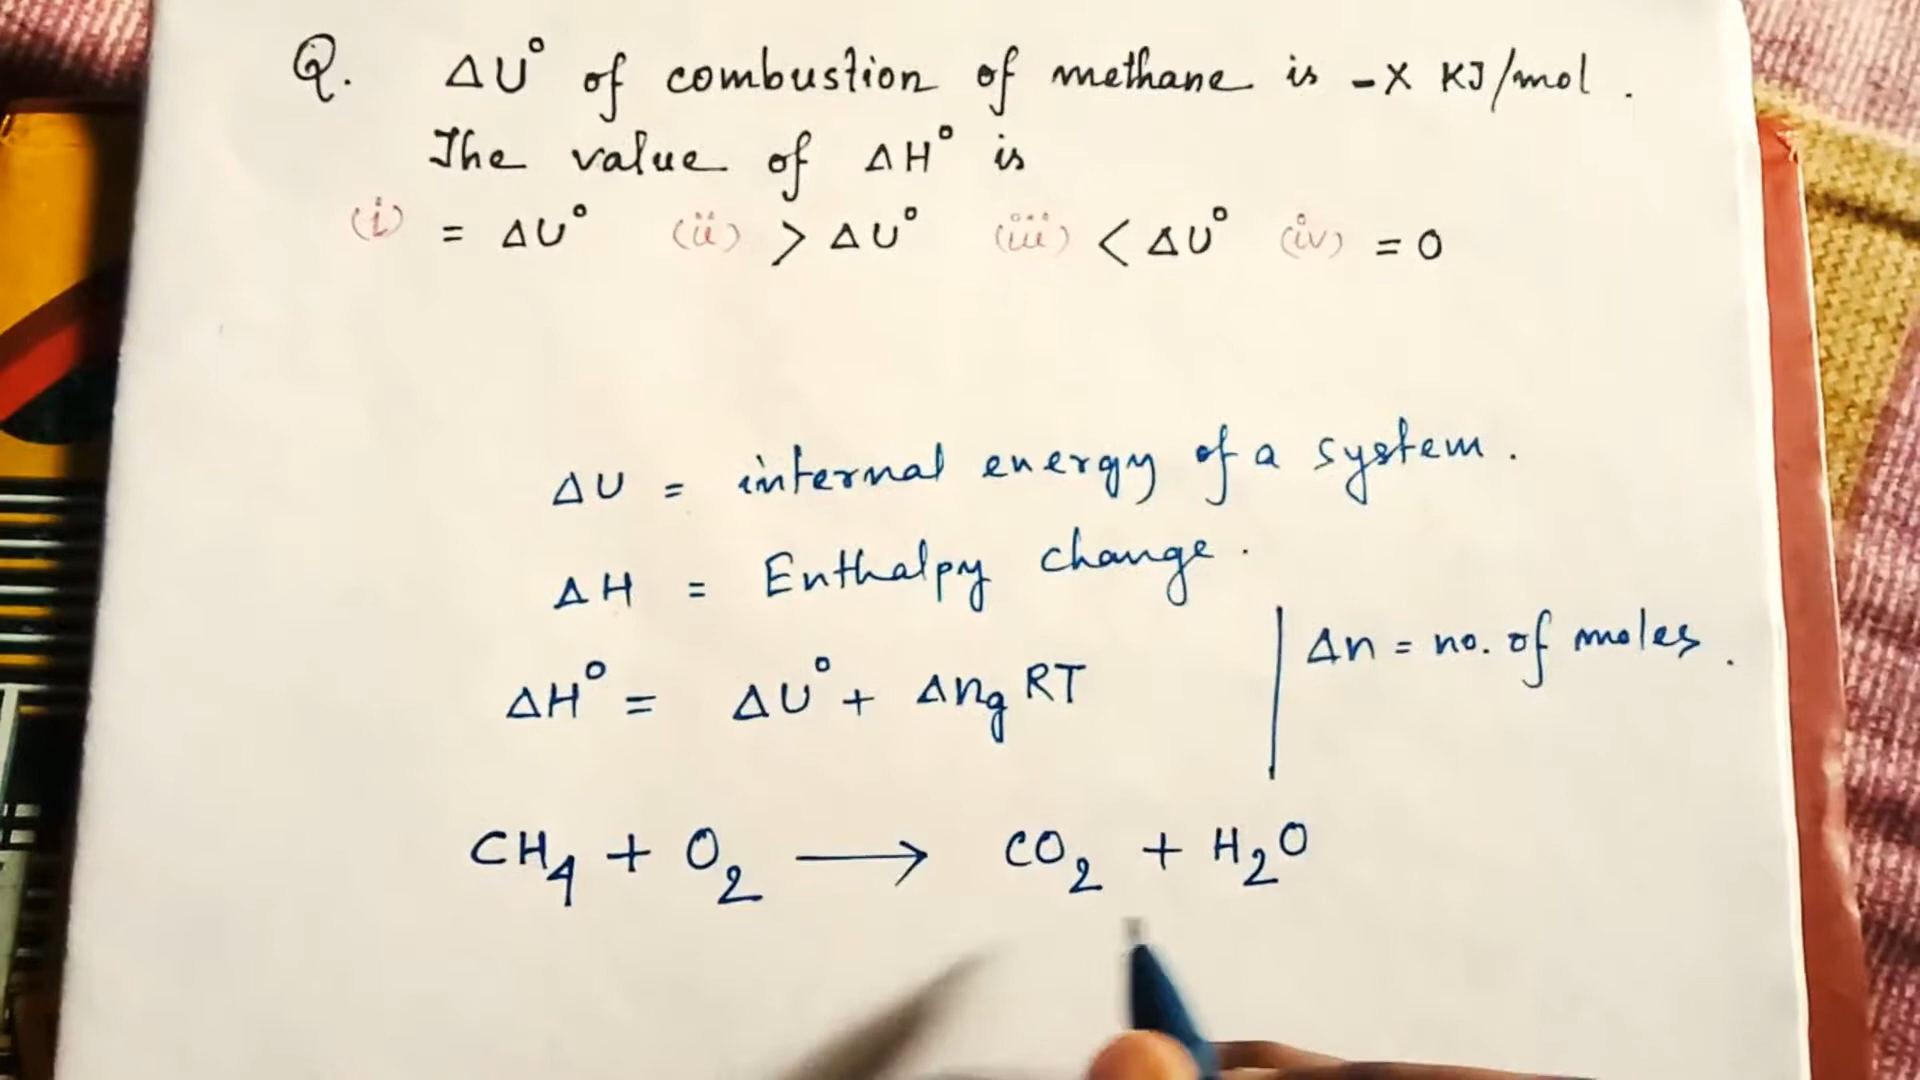 Q. ΔU° of combustion of methane is -X KJ/mol.
The value of ΔH° is
(i) = ΔU° (ii) > ΔU° (iii) < ΔU° (iv) = 0
ΔU = internal energy of a system.
ΔH = Enthalpy change.
Δn = no. of moles.
ΔH° = ΔU° + Δng RT
CH4 + O2 ⟶ CO2 + H2O